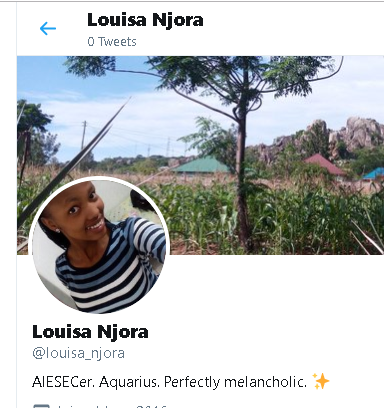 Louisa Njora
0 Tweets
Louisa Njora
@louisa_njora
AIESECer. Aquarius. Perfectly melancholic. ✨